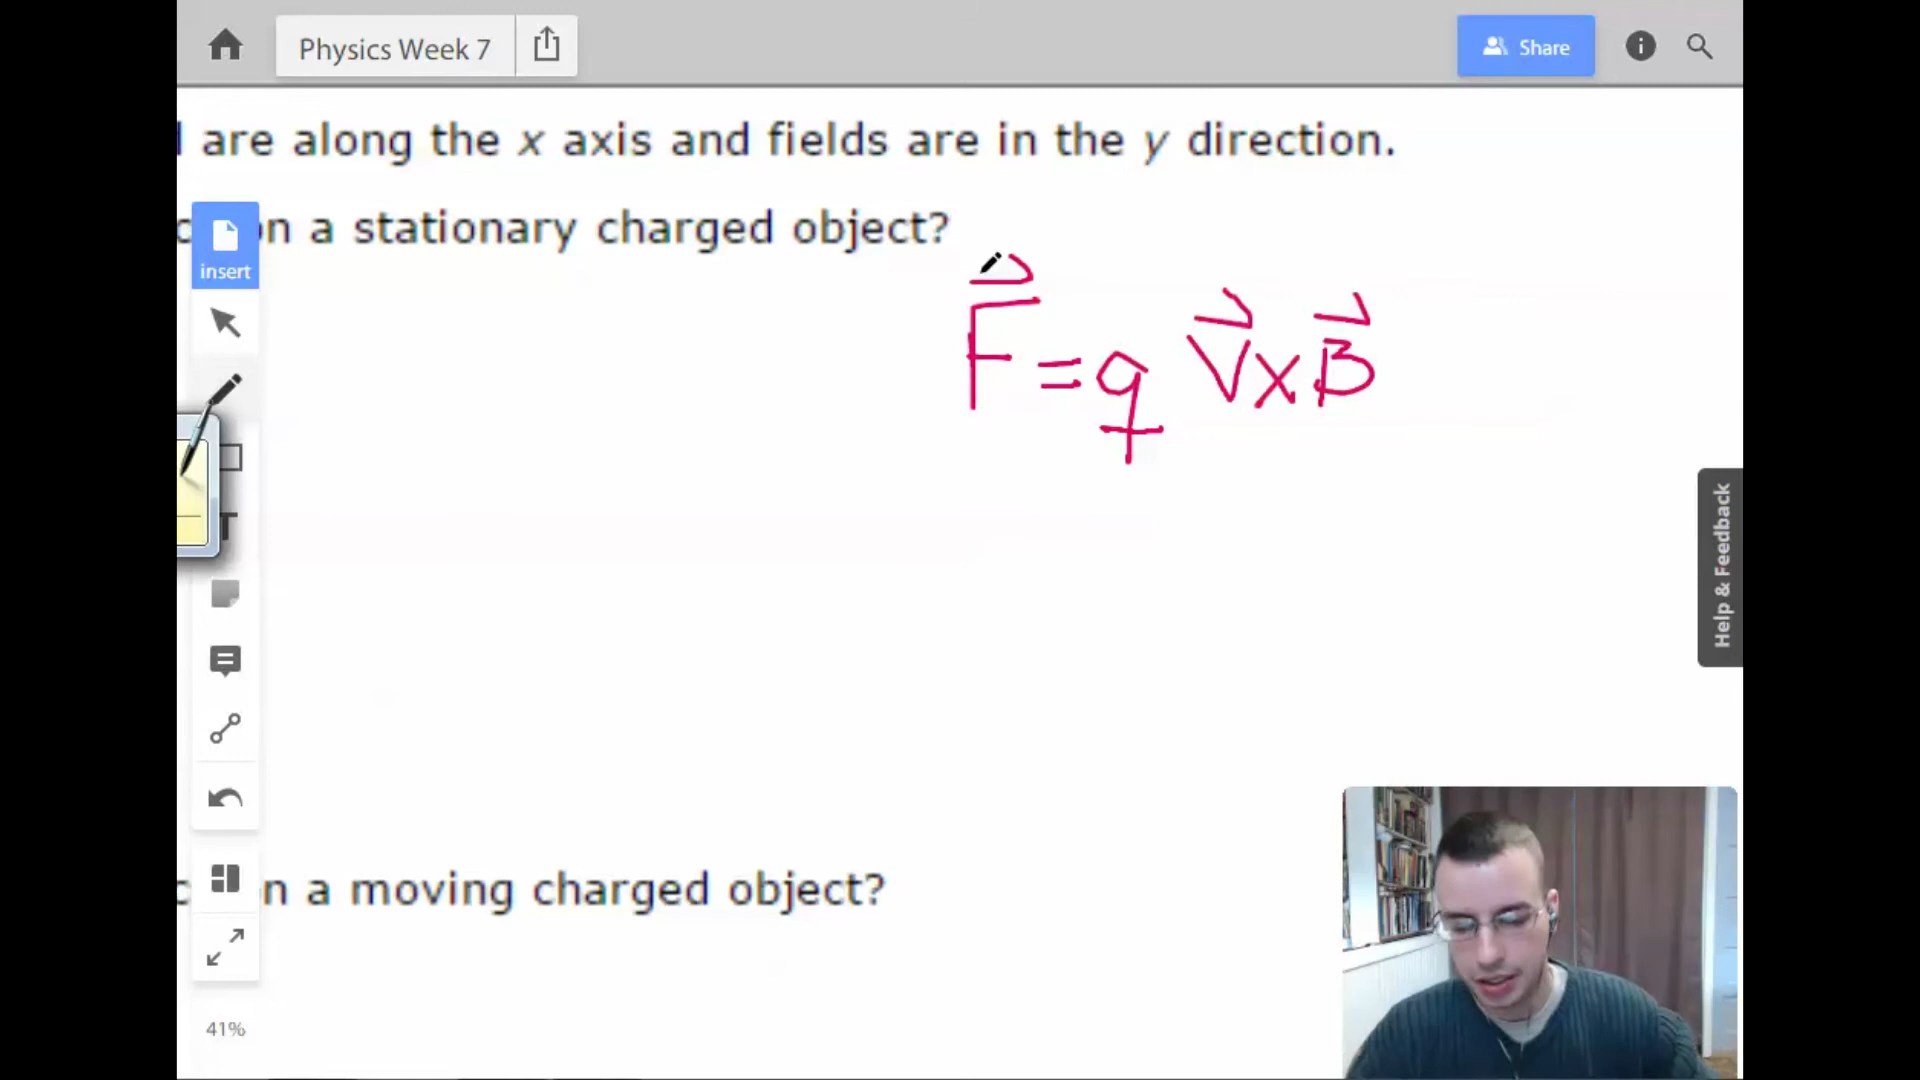 Physics Week 7
Share
are along the x axis and fields are in the y direction.
insert
n a stationary charged object?
F = q V x B
Help & Feedback
n a moving charged object?
41%